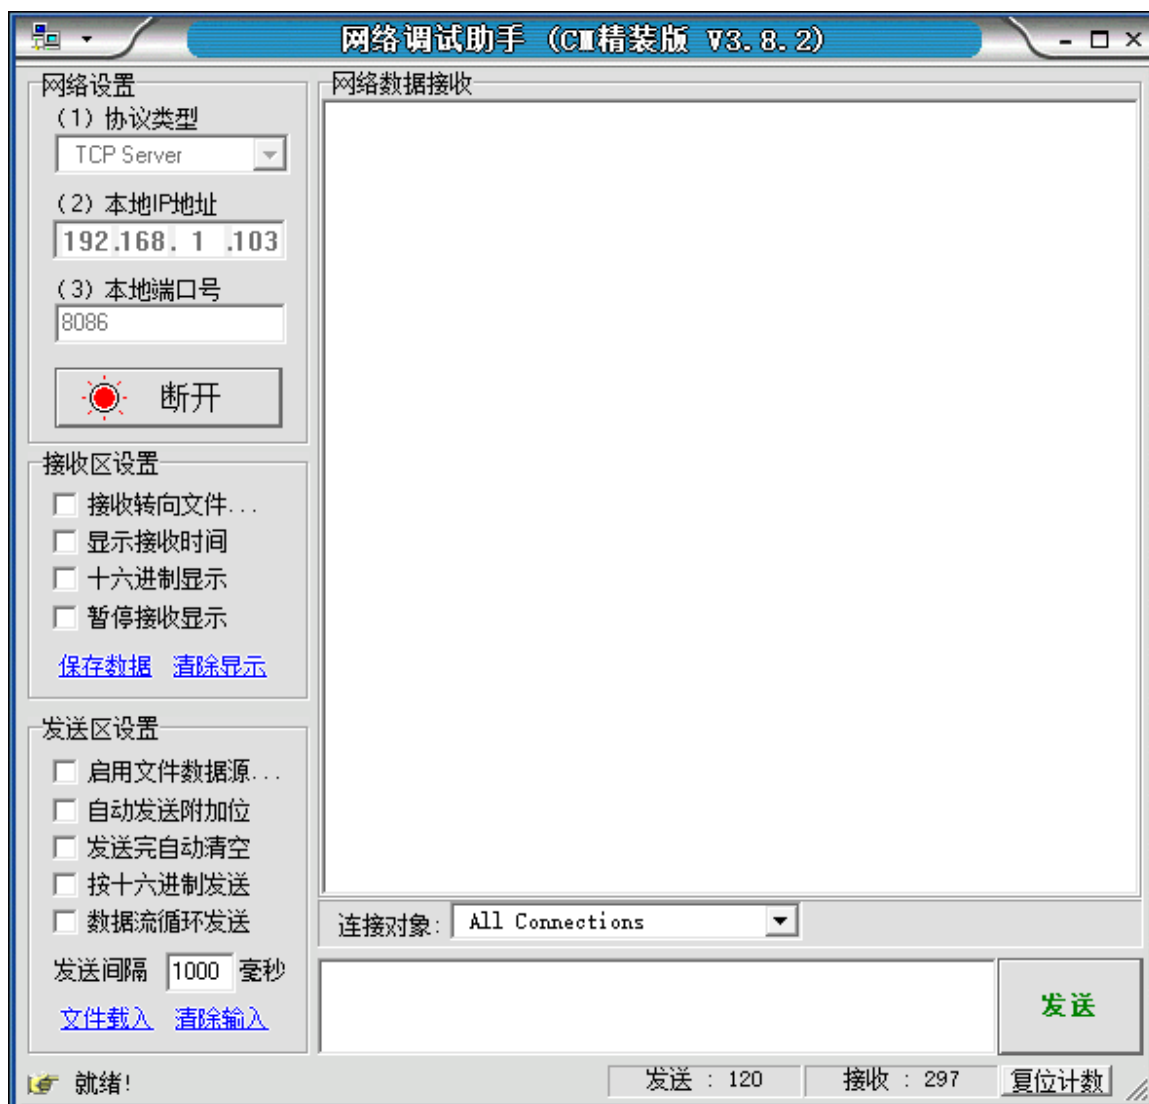 网络调试助手 (CM精装版 V3.8.2)
网络设置
(1) 协议类型
TCP Server
(2) 本地IP地址
192.168. 1 .103
(3) 本地端口号
8086
断开
接收区设置
接收转向文件...
显示接收时间
十六进制显示
暂停接收显示
保存数据 清除显示
发送区设置
启用文件数据源...
自动发送附加位
发送完自动清空
按十六进制发送
数据流循环发送
发送间隔 1000 毫秒
文件载入 清除输入
网络数据接收
连接对象: All Connections
发送
就绪! 发送 : 120 接收 : 297 复位计数